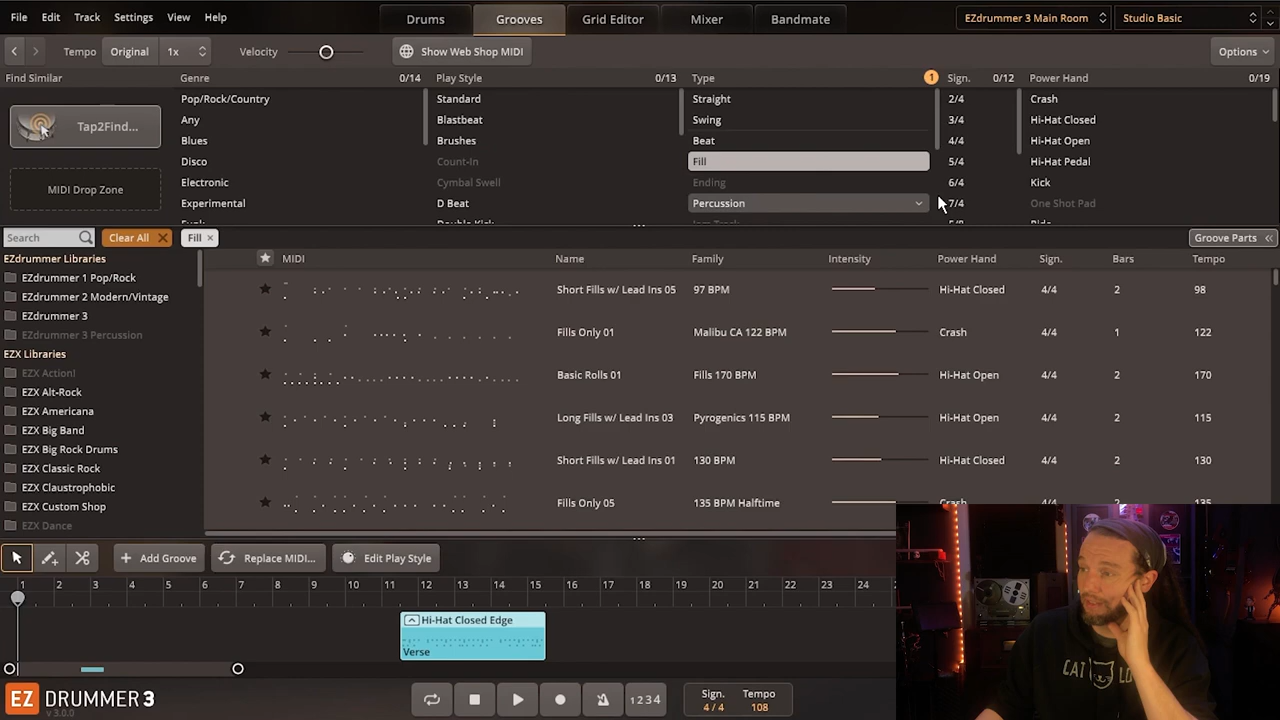 File Edit Track Settings View Help
Drums Grooves Grid Editor Mixer Bandmate
EZdrummer 3 Main Room Studio Basic
Tempo Original 1x Velocity Show Web Shop MIDI Options
Find Similar Genre 0/14 Play Style 0/13 Type 1 Sign. 0/12 Power Hand 0/19
Pop/Rock/Country Standard Straight 2/4 Crash
Tap2Find... Any Blastbeat Swing 3/4 Hi-Hat Closed
Blues Brushes Beat 4/4 Hi-Hat Open
Disco Count-In Fill 5/4 Hi-Hat Pedal
MIDI Drop Zone Electronic Cymbal Swell Ending 6/4 Kick
Experimental D Beat Percussion 7/4 One Shot Pad
Search Clear All Fill Groove Parts
EZdrummer Libraries MIDI Name Family Intensity Power Hand Sign. Bars Tempo
EZdrummer 1 Pop/Rock
EZdrummer 2 Modern/Vintage
EZdrummer 3
EZdrummer 3 Percussion
EZX Libraries
EZX Action!
EZX Alt-Rock
EZX Americana
EZX Big Band
EZX Big Rock Drums
EZX Classic Rock
EZX Claustrophobic
EZX Custom Shop
EZX Dance
Short Fills w/ Lead Ins 05 97 BPM Hi-Hat Closed 4/4 2 98
Fills Only 01 Malibu CA 122 BPM Crash 4/4 1 122
Basic Rolls 01 Fills 170 BPM Hi-Hat Open 4/4 2 170
Long Fills w/ Lead Ins 03 Pyrogenics 115 BPM Hi-Hat Open 4/4 2 115
Short Fills w/ Lead Ins 01 130 BPM Hi-Hat Closed 4/4 2 130
Fills Only 05 135 BPM Halftime
Add Groove Replace MIDI... Edit Play Style
1 2 3 4 5 6 7 8 9 10 11 12 13 14 15 16 17 18 19 20 21 22 23 24
Hi-Hat Closed Edge
Verse
EZ DRUMMER 3
v 3.0.0
1234
Sign. Tempo
4/4 108
CAT LO